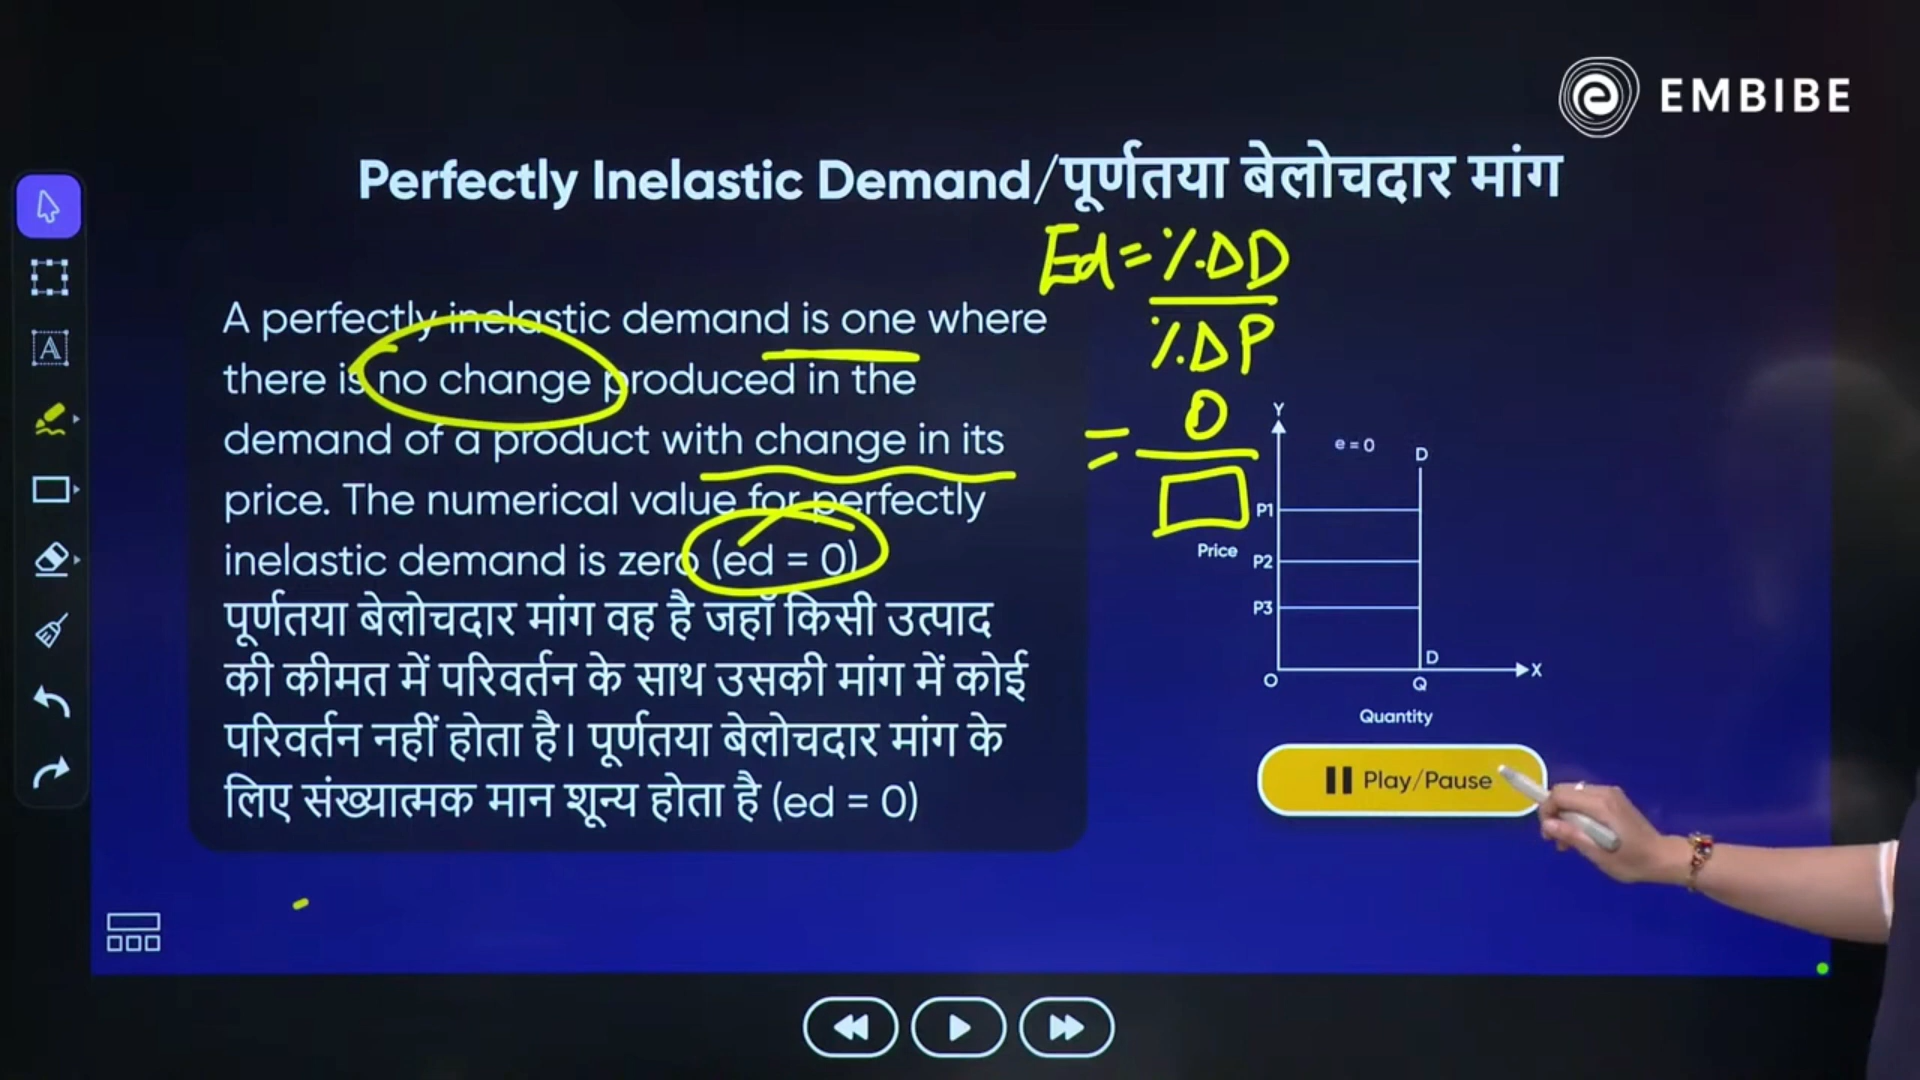 EMBIBE
Perfectly Inelastic Demand/पूर्णतया बेलोचदार मांग
Ed = %ΔD
%ΔP
= 0
A perfectly inelastic demand is one where
there is no change produced in the
demand of a product with change in its
price. The numerical value for perfectly
inelastic demand is zero (ed = 0)
पूर्णतया बेलोचदार मांग वह है जहाँ किसी उत्पाद
की कीमत में परिवर्तन के साथ उसकी मांग में कोई
परिवर्तन नहीं होता है। पूर्णतया बेलोचदार मांग के
लिए संख्यात्मक मान शून्य होता है (ed = 0)
Y
e = 0
D
P1
Price
P2
P3
D
X
O
Q
Quantity
Play/Pause
A